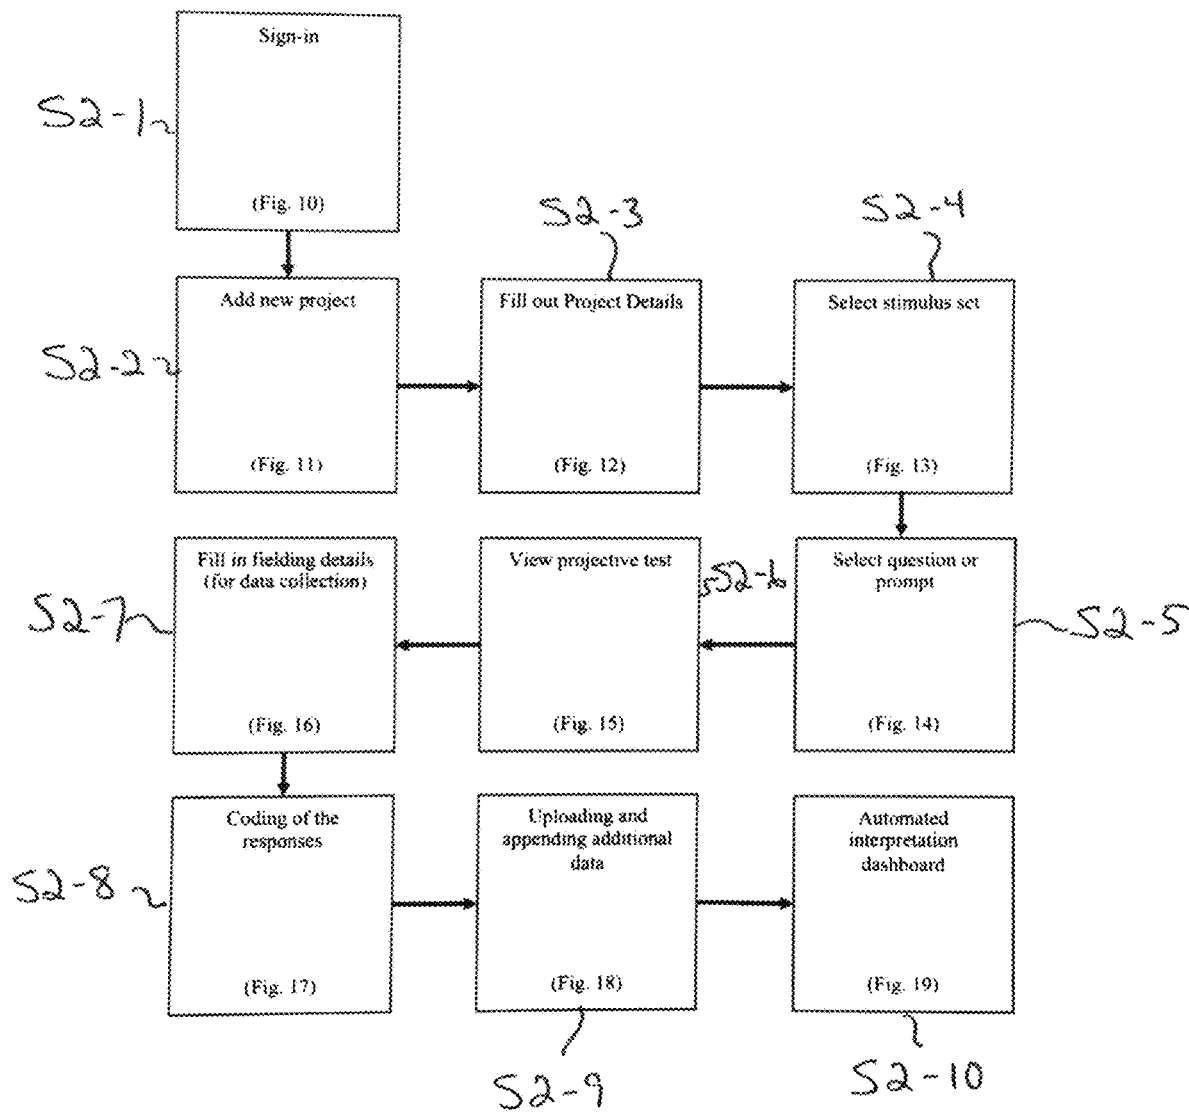 Sign-in
S2-1
(Fig. 10)
S2-3
S2-4
Add new project
Fill out Project Details
Select stimulus set
S2-2
(Fig. 11)
(Fig. 12)
(Fig. 13)
Fill in fielding details
(for data collection)
View projective test
S2-6
Select question or
prompt
S2-7
S2-5
(Fig. 16)
(Fig. 15)
(Fig. 14)
Coding of the
responses
Uploading and
appending additional
data
Automated
interpretation
dashboard
S2-8
(Fig. 17)
(Fig. 18)
(Fig. 19)
S2-9
S2-10